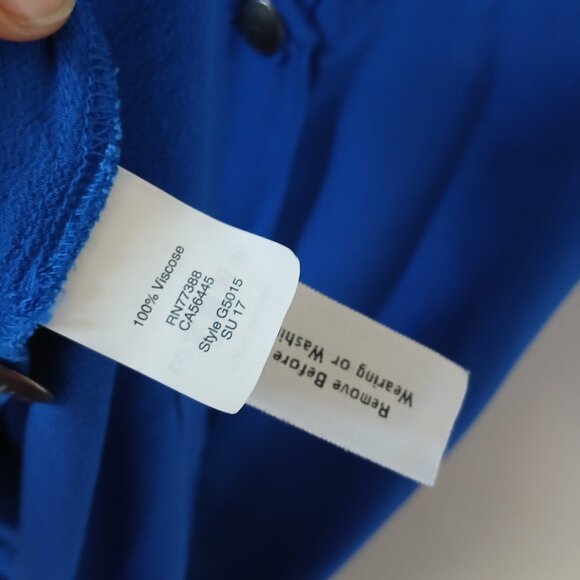 100% Viscose
RN77388
CA56445
Style G5015
SU 17
Remove Before
Wearing or Washi